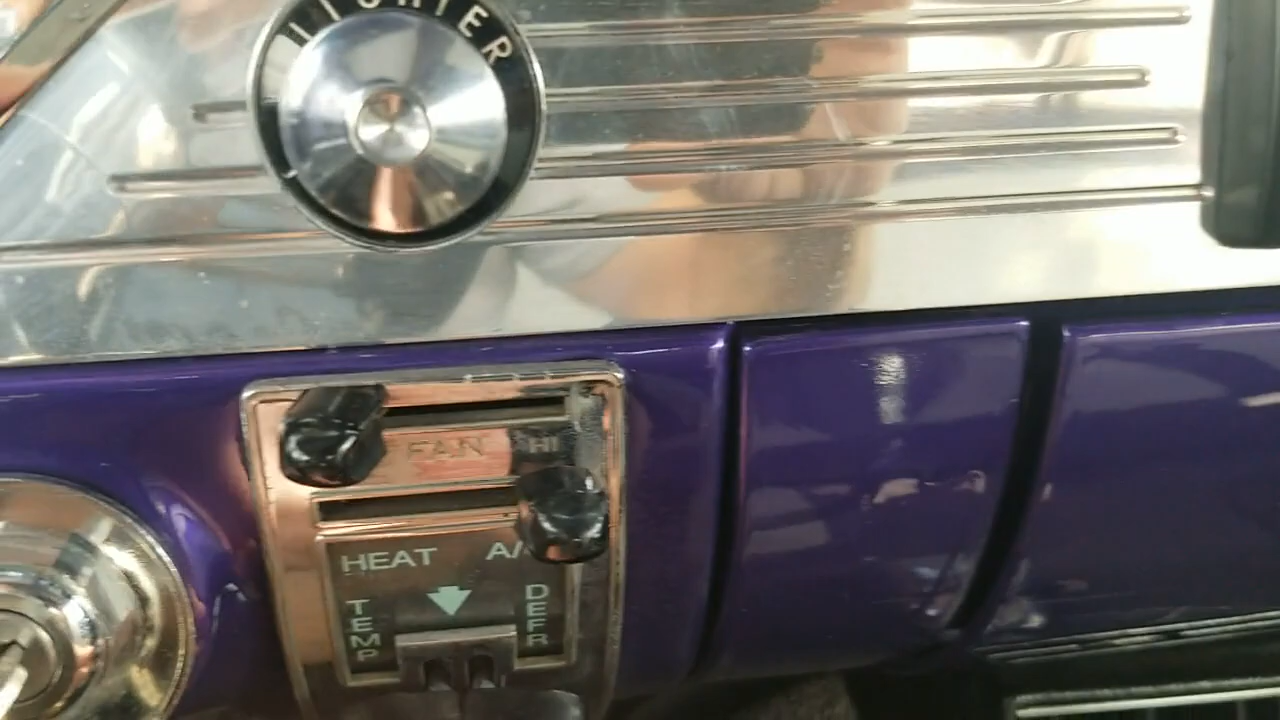 LIGHTER
FAN HI
HEAT A/
TEMP
DEFR